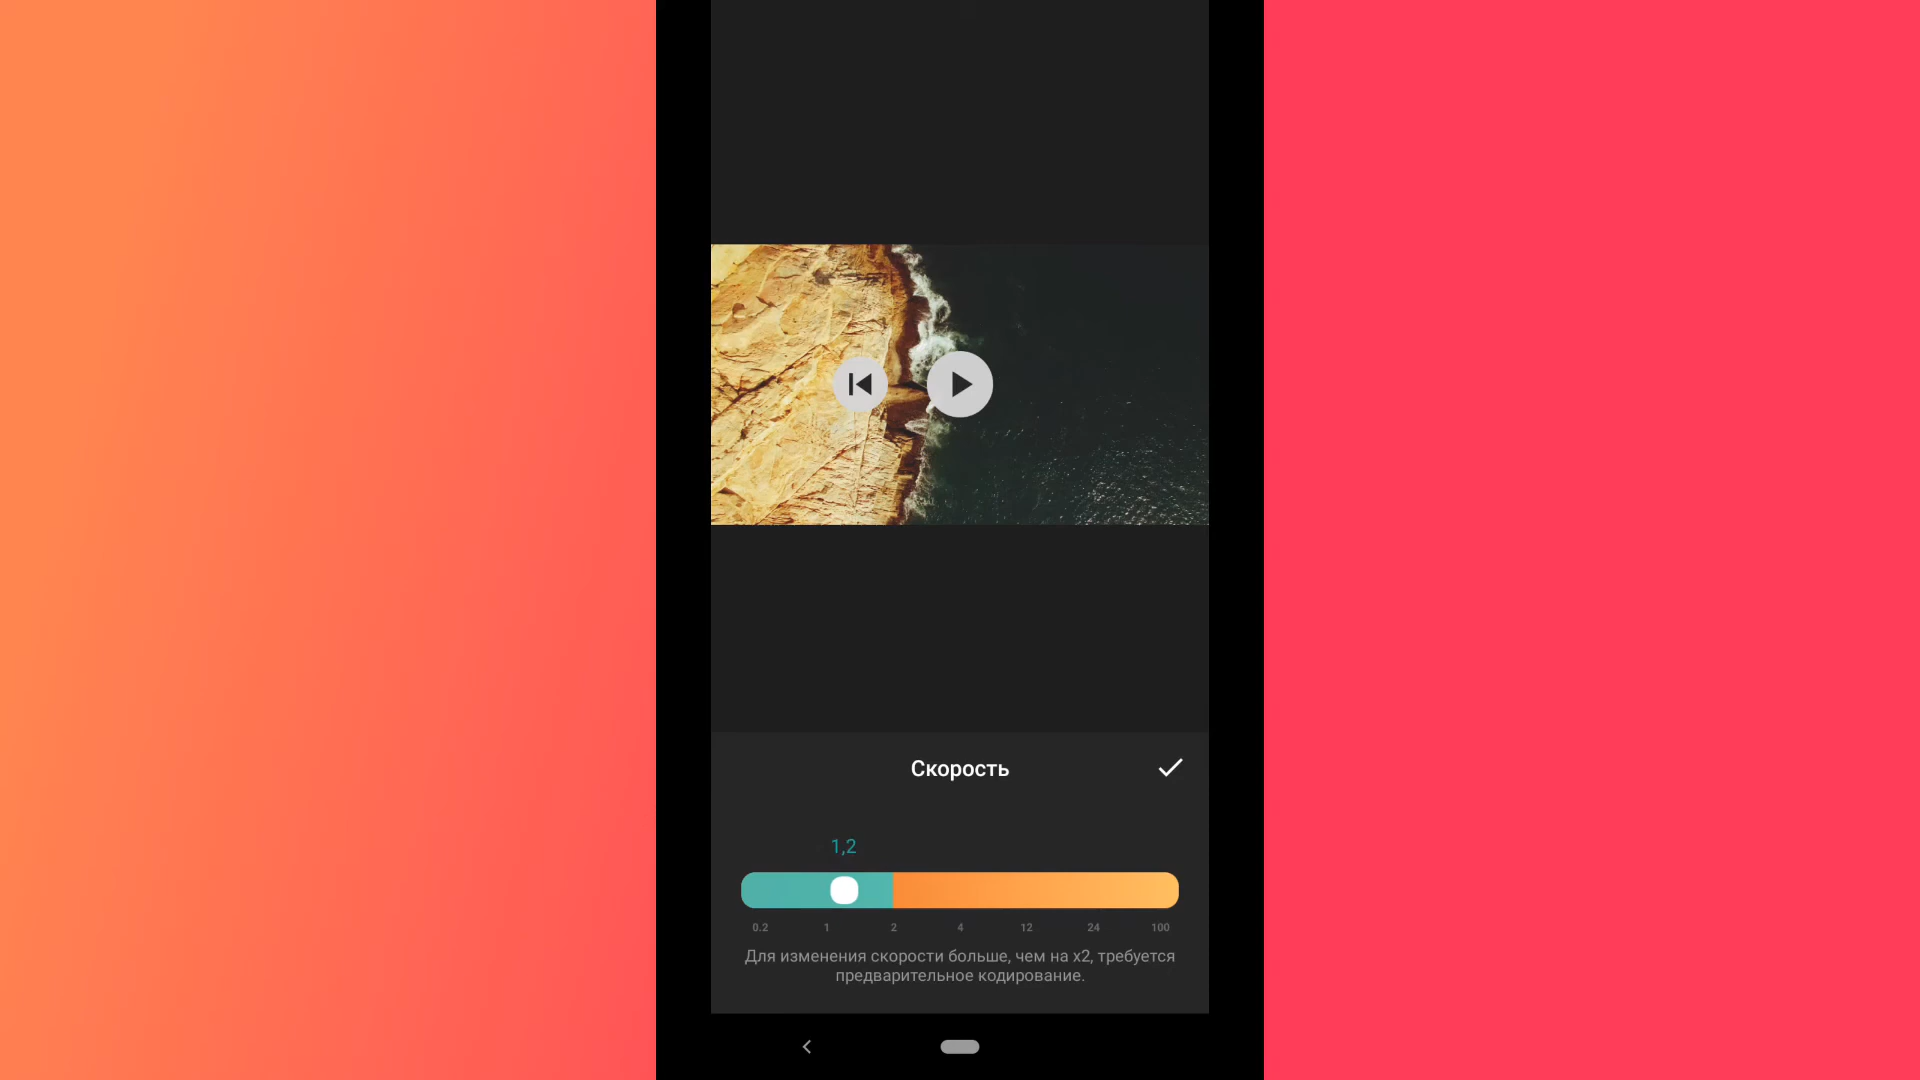 Скорость
1,2
0.2 1 2 4 12 24 100
Для изменения скорости больше, чем на x2, требуется
предварительное кодирование.